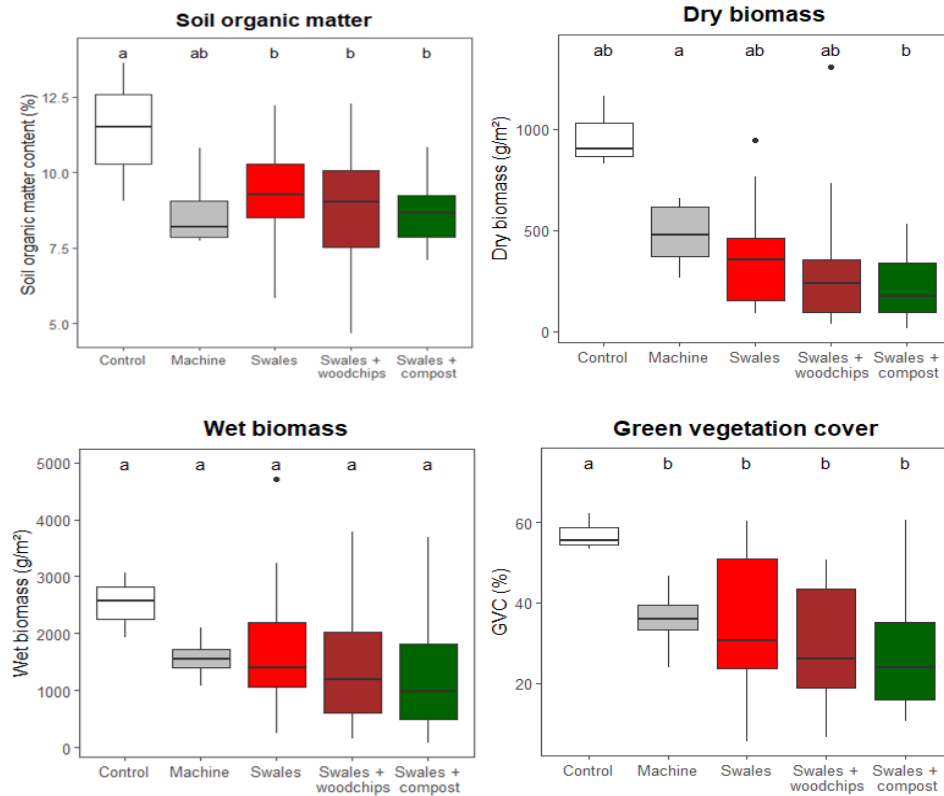 Soil organic matter
a ab b b b
Soil organic matter content (%)
12.5
10.0
7.5
5.0
Control Machine Swales Swales + woodchips Swales + compost
Dry biomass
ab a ab ab b
Dry biomass (g/m²)
1000
500
0
Control Machine Swales Swales + woodchips Swales + compost
Wet biomass
a a a a a
Wet biomass (g/m²)
5000
4000
3000
2000
1000
0
Control Machine Swales Swales + woodchips Swales + compost
Green vegetation cover
a b b b b
GVC (%)
60
40
20
Control Machine Swales Swales + woodchips Swales + compost